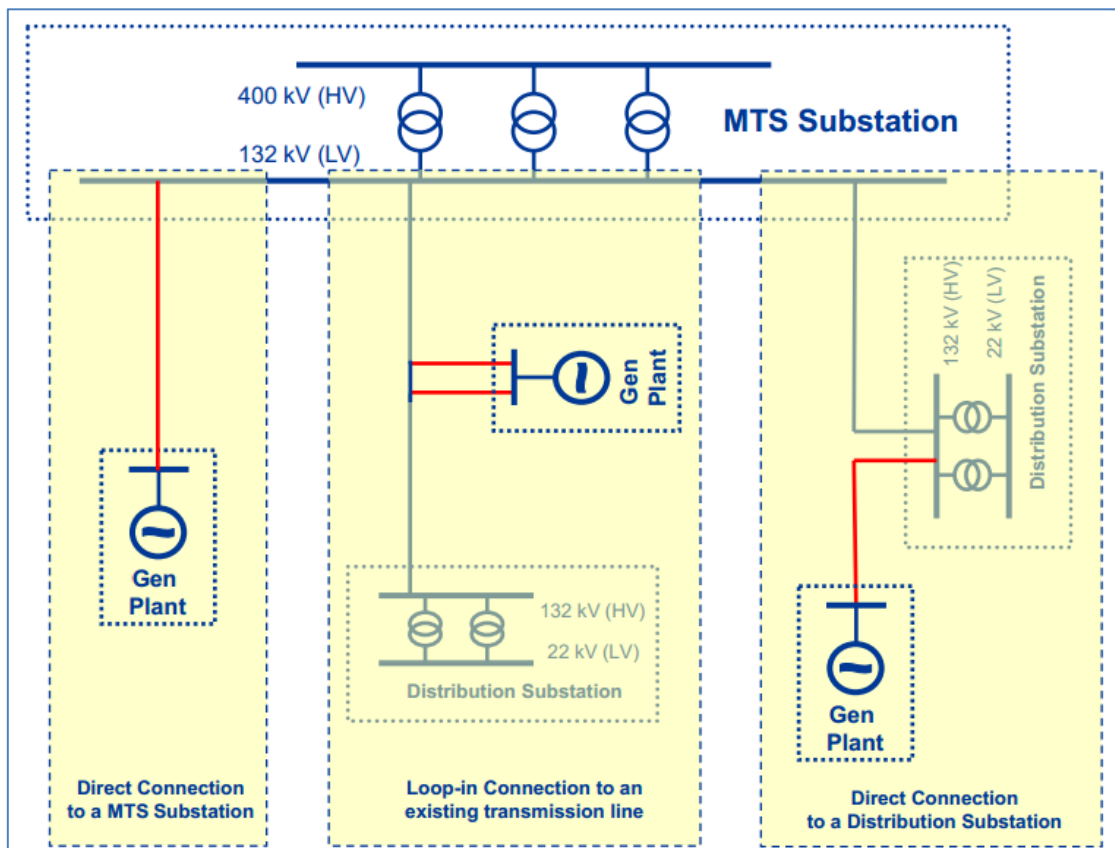 400 kV (HV)
MTS Substation
132 kV (LV)
Gen
Plant
Direct Connection
to a MTS Substation
Gen
Plant
132 kV (HV)
22 kV (LV)
Distribution Substation
Loop-in Connection to an
existing transmission line
132 kV (HV)
22 kV (LV)
Distribution Substation
Gen
Plant
Direct Connection
to a Distribution Substation